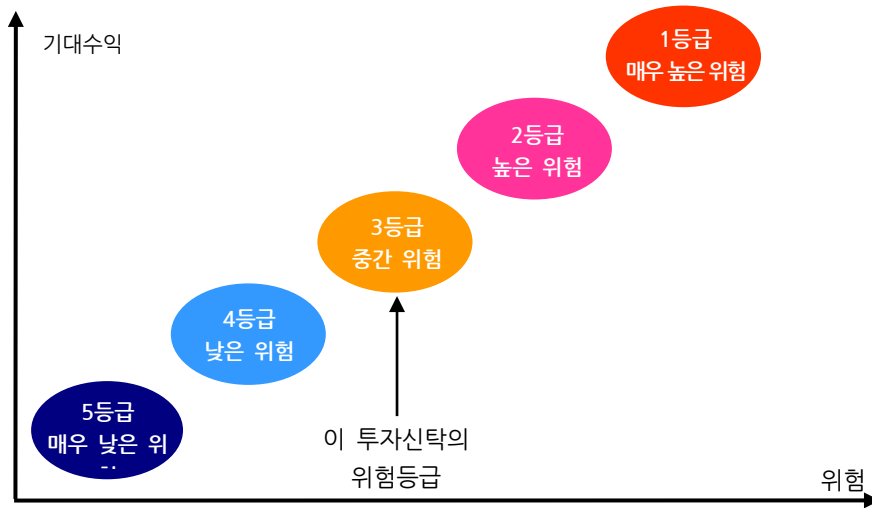 기대수익
1등급
매우 높은 위험
2등급
높은 위험
3등급
중간 위험
4등급
낮은 위험
5등급
매우 낮은 위
이 투자신탁의
위험등급
위험